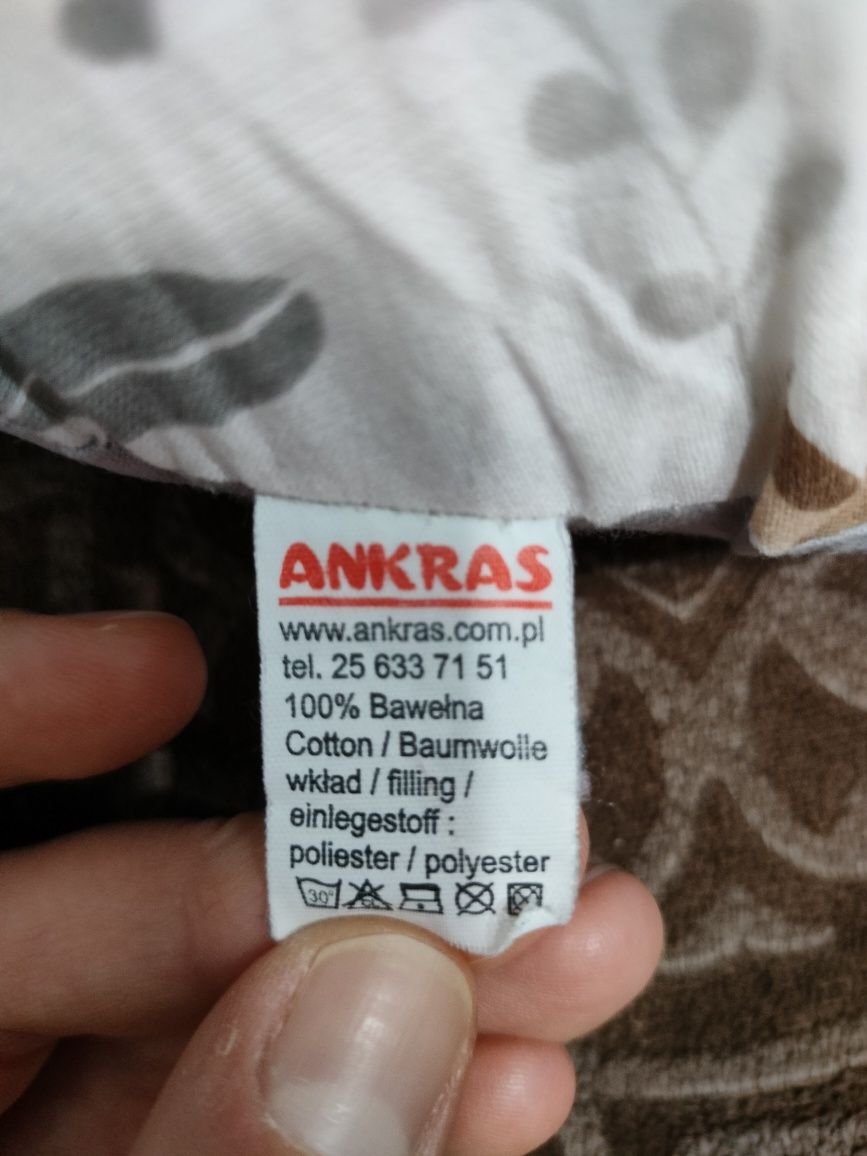 ANKRAS
www.ankras.com.pl
tel. 25 633 71 51
100% Bawełna
Cotton / Baumwolle
wkład / filling /
einlegestoff :
poliester / polyester
30°